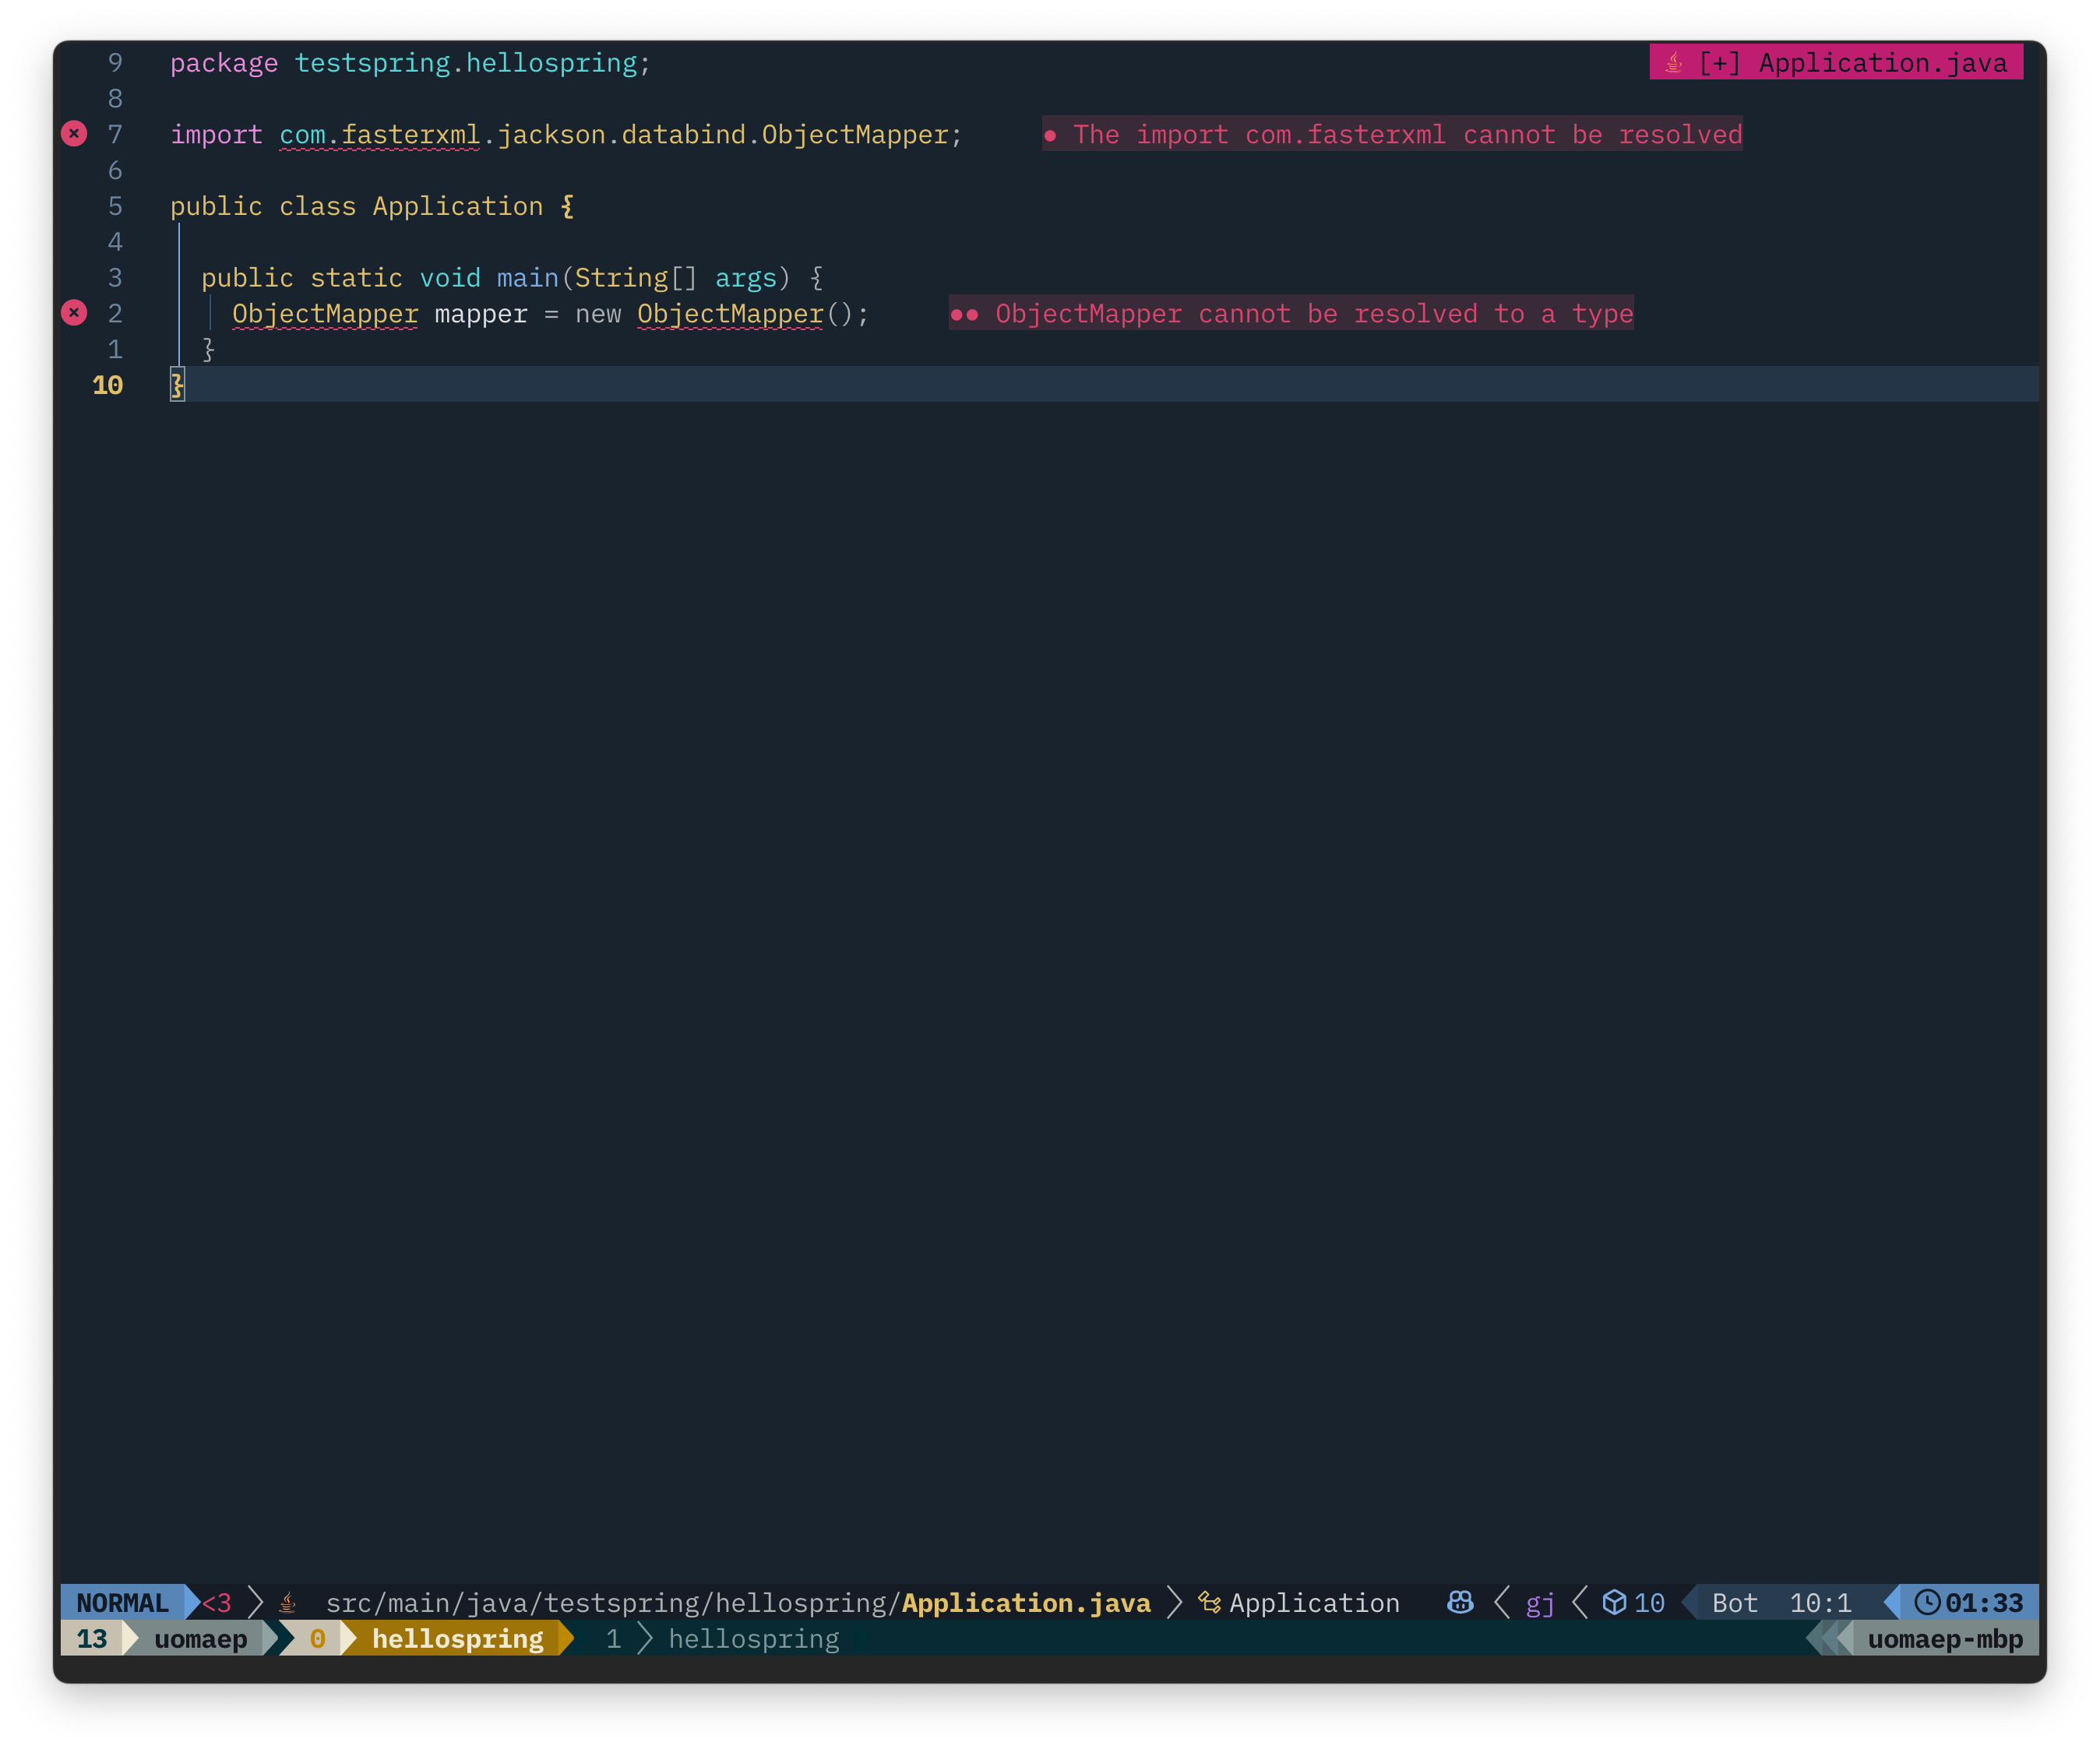 9 package testspring.hellospring; [+] Application.java
8
7 import com.fasterxml.jackson.databind.ObjectMapper; ● The import com.fasterxml cannot be resolved
6
5 public class Application {
4
3 public static void main(String[] args) {
2 ObjectMapper mapper = new ObjectMapper(); ●● ObjectMapper cannot be resolved to a type
1 }
10 }
NORMAL <3 src/main/java/testspring/hellospring/Application.java Application gj 10 Bot 10:1 01:33
13 uomaep 0 hellospring 1 hellospring uomaep-mbp